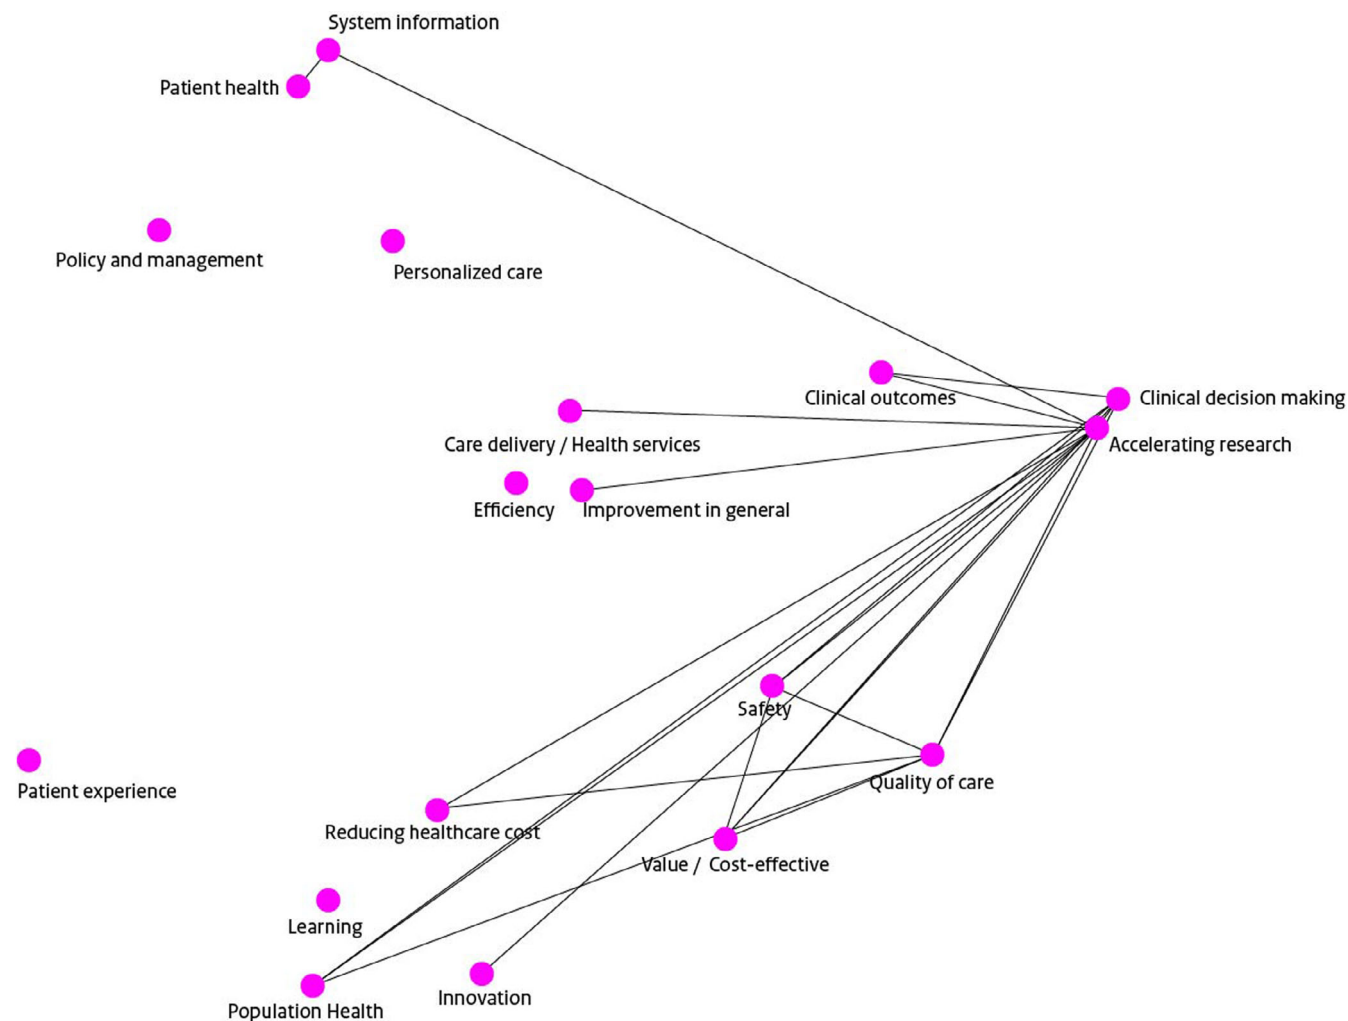 System information
Patient health
Policy and management
Personalized care
Clinical outcomes
Clinical decision making
Care delivery / Health services
Accelerating research
Efficiency
Improvement in general
Safety
Patient experience
Quality of care
Reducing healthcare cost
Value / Cost-effective
Learning
Innovation
Population Health